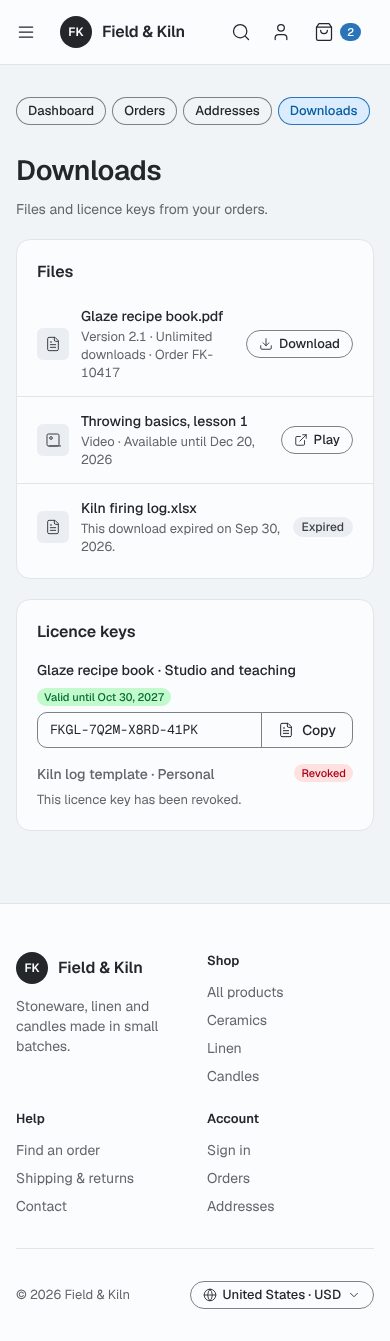 FK Field & Kiln 2
Dashboard Orders Addresses Downloads
Downloads
Files and licence keys from your orders.
Files
Glaze recipe book.pdf
Version 2.1 · Unlimited
downloads · Order FK-
10417
Download
Throwing basics, lesson 1
Video · Available until Dec 20,
2026
Play
Kiln firing log.xlsx
This download expired on Sep 30,
2026.
Expired
Licence keys
Glaze recipe book · Studio and teaching
Valid until Oct 30, 2027
FKGL-7Q2M-X8RD-41PK Copy
Kiln log template · Personal Revoked
This licence key has been revoked.
FK Field & Kiln
Stoneware, linen and
candles made in small
batches.
Shop
All products
Ceramics
Linen
Candles
Help
Find an order
Shipping & returns
Contact
Account
Sign in
Orders
Addresses
© 2026 Field & Kiln
United States · USD